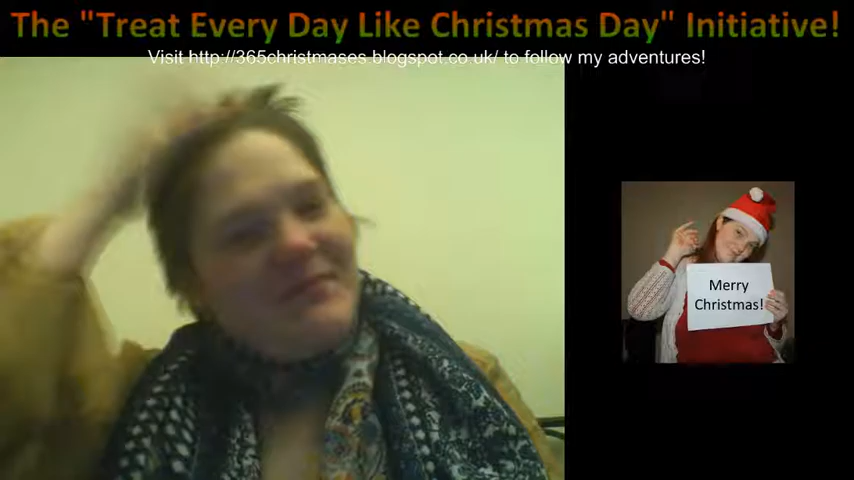 The "Treat Every Day Like Christmas Day" Initiative!
Visit http://365christmases.blogspot.co.uk/ to follow my adventures!
Merry
Christmas!